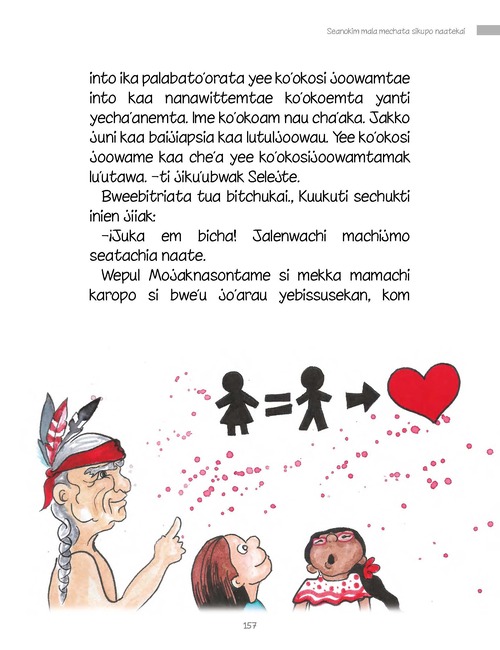 Seanokim mala mechata sikupo naatekai
into ika palabato'orata yee ko'okosi joowamtae
into kaa nanawittemtae ko'okoemta yanti
yecha'anemta. Ime ko'okoam nau cha'aka. Jakko
juni kaa baijiapsia kaa lutuljoowau. Yee ko'okosi
joowame kaa che'a yee ko'okosijoowamtamak
lu'utawa. –ti jiku'ubwak Selejte.
Bweebitriata tua bitchukai., Kuukuti sechukti
inien jiiak:
–¡Juka em bicha! Jalenwachi machijmo
seatachia naate.
Wepul Mojaknasontame si mekka mamachi
karopo si bwe'u jo'arau yebissusekan, kom
157